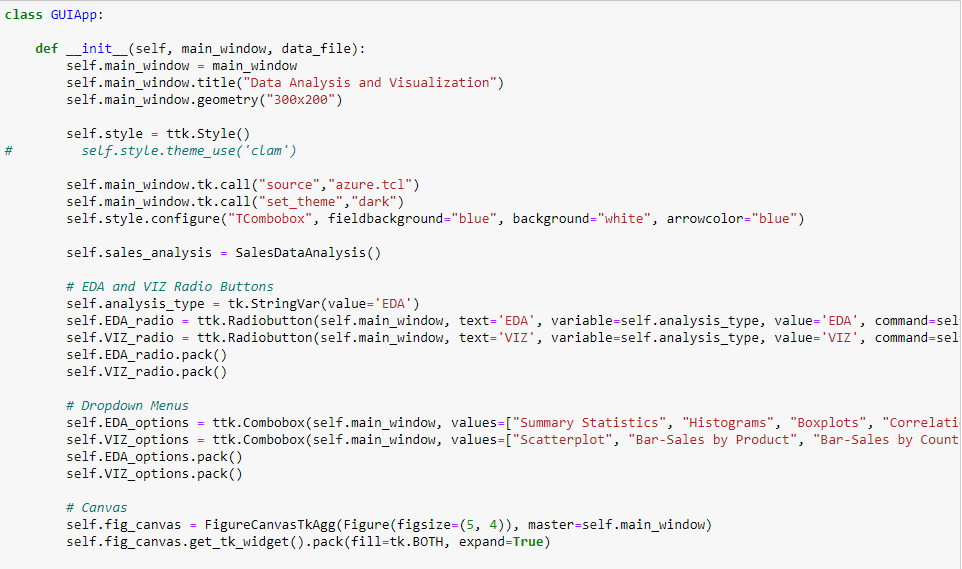 class GUIApp:
def __init__(self, main_window, data_file):
self.main_window = main_window
self.main_window.title("Data Analysis and Visualization")
self.main_window.geometry("300x200")
self.style = ttk.Style()
# self.style.theme_use('clam')
self.main_window.tk.call("source","azure.tcl")
self.main_window.tk.call("set_theme","dark")
self.style.configure("TCombobox", fieldbackground="blue", background="white", arrowcolor="blue")
self.sales_analysis = SalesDataAnalysis()
# EDA and VIZ Radio Buttons
self.analysis_type = tk.StringVar(value='EDA')
self.EDA_radio = ttk.Radiobutton(self.main_window, text='EDA', variable=self.analysis_type, value='EDA', command=sel
self.VIZ_radio = ttk.Radiobutton(self.main_window, text='VIZ', variable=self.analysis_type, value='VIZ', command=sel
self.EDA_radio.pack()
self.VIZ_radio.pack()
# Dropdown Menus
self.EDA_options = ttk.Combobox(self.main_window, values=["Summary Statistics", "Histograms", "Boxplots", "Correlati
self.VIZ_options = ttk.Combobox(self.main_window, values=["Scatterplot", "Bar-Sales by Product", "Bar-Sales by Count
self.EDA_options.pack()
self.VIZ_options.pack()
# Canvas
self.fig_canvas = FigureCanvasTkAgg(Figure(figsize=(5, 4)), master=self.main_window)
self.fig_canvas.get_tk_widget().pack(fill=tk.BOTH, expand=True)